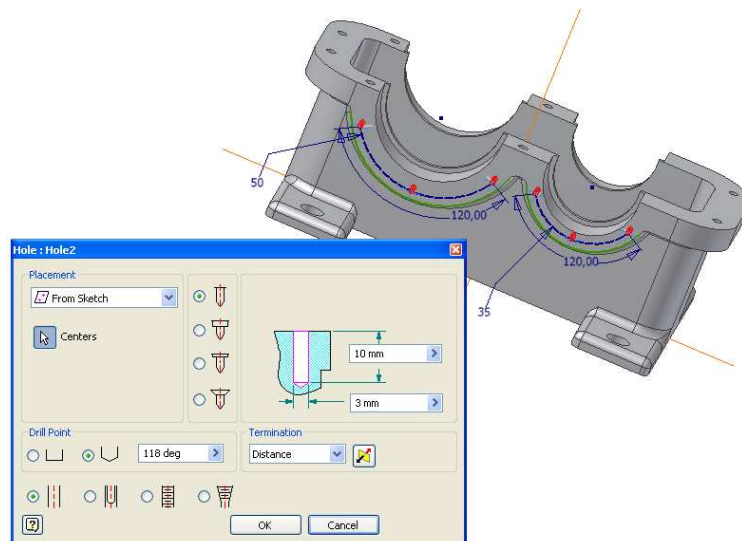 50
120,00
120,00
35
Hole : Hole2
Placement
From Sketch
Centers
10 mm
3 mm
Drill Point
118 deg
Termination
Distance
?
OK
Cancel